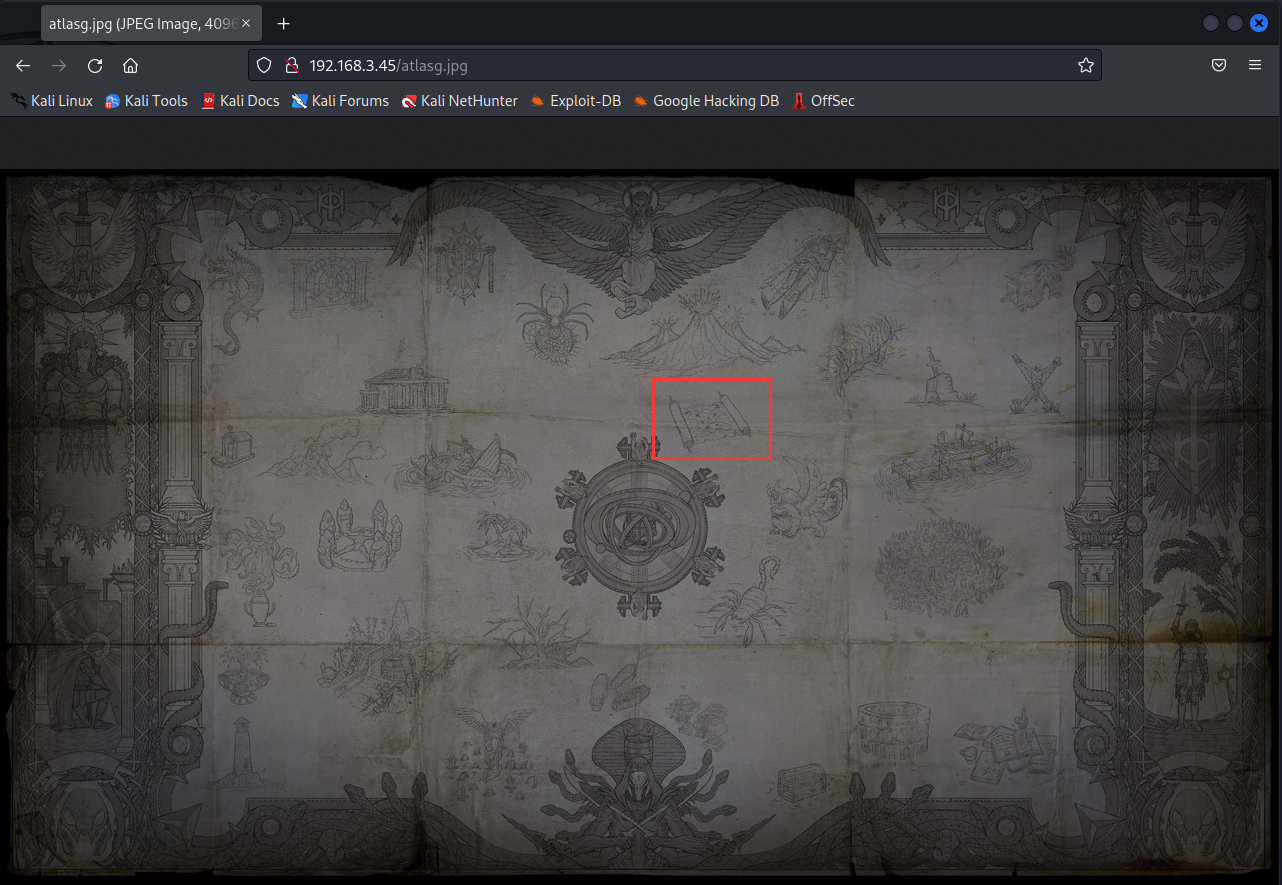 atlasg.jpg (JPEG Image, 4096
192.168.3.45/atlasg.jpg
Kali Linux Kali Tools Kali Docs Kali Forums Kali NetHunter Exploit-DB Google Hacking DB OffSec